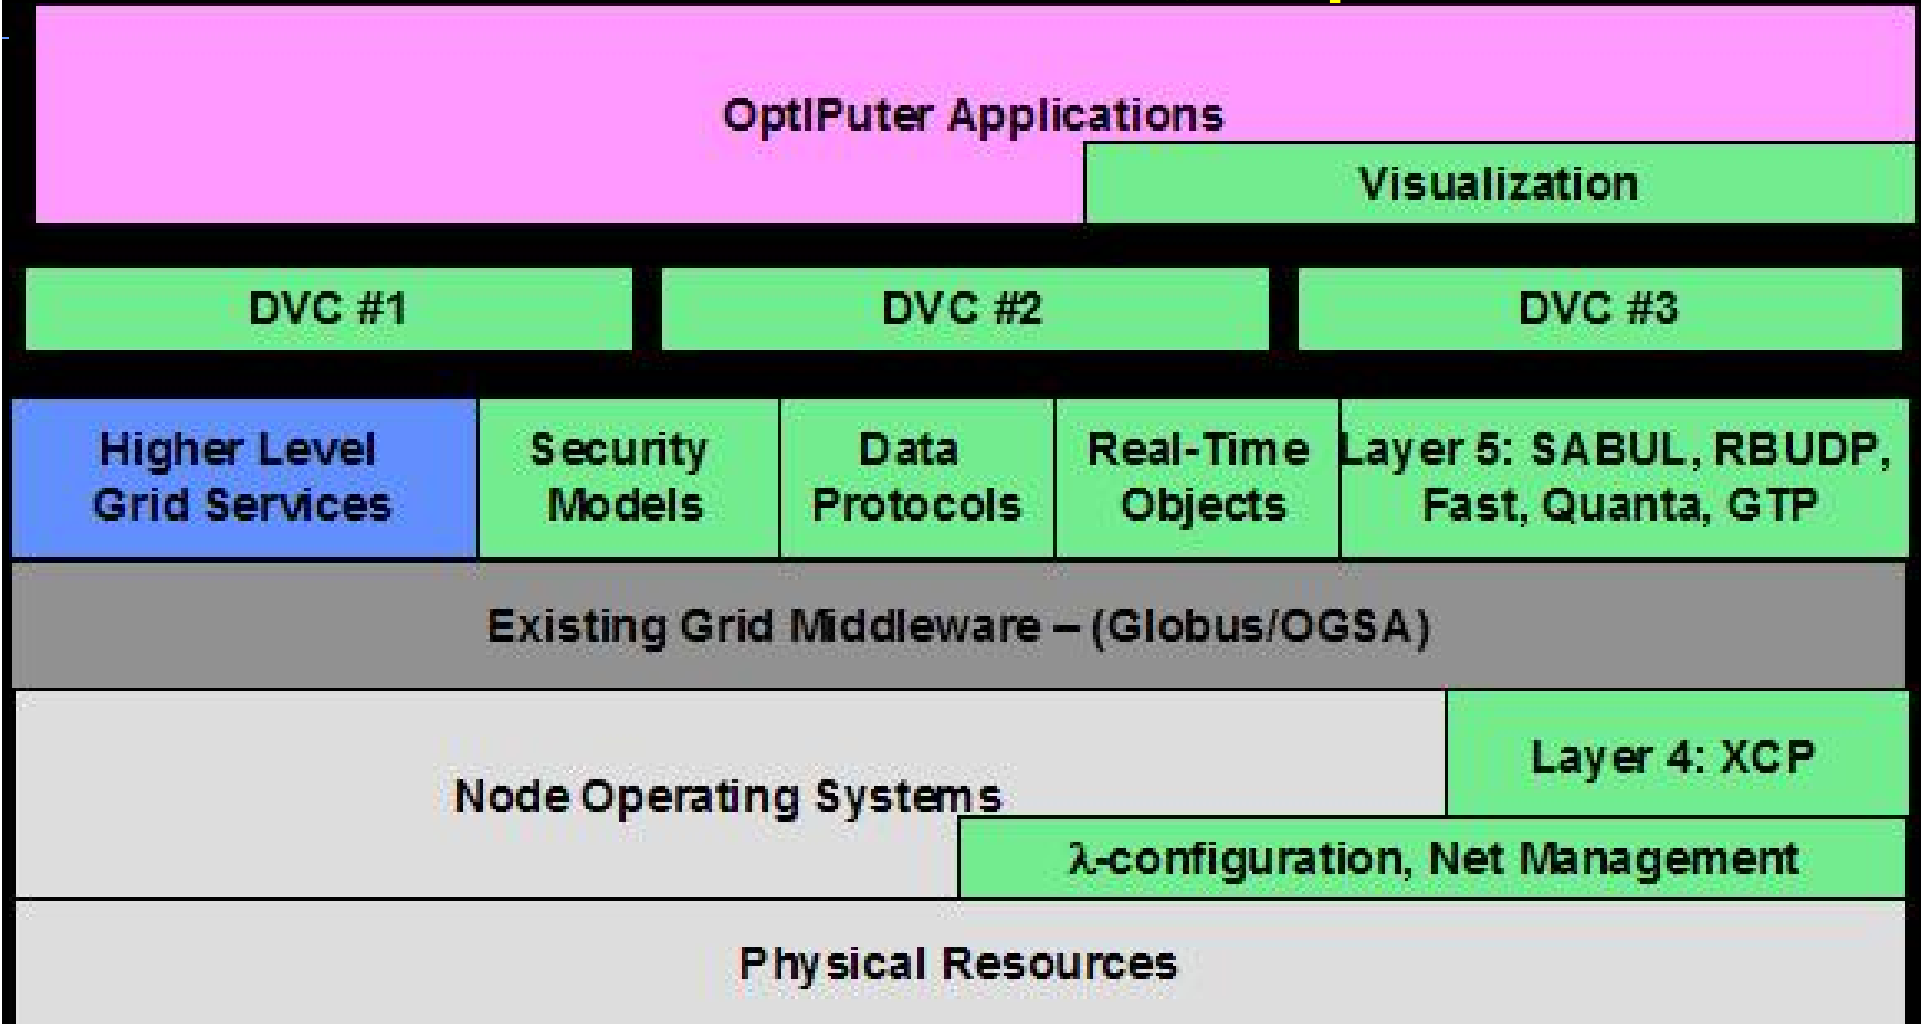 OptIPuter Applications
Visualization
DVC #1
DVC #2
DVC #3
Higher Level
Grid Services
Security
Models
Data
Protocols
Real-Time
Objects
Layer 5: SABUL, RBUDP,
Fast, Quanta, GTP
Existing Grid Middleware – (Globus/OGSA)
Layer 4: XCP
Node Operating Systems
λ-configuration, Net Management
Physical Resources